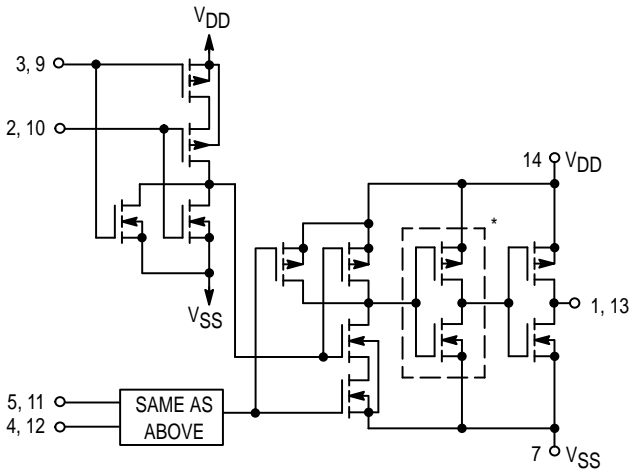 VDD
3, 9
2, 10
14 VDD
*
1, 13
VSS
5, 11
4, 12
SAME AS
ABOVE
7 VSS